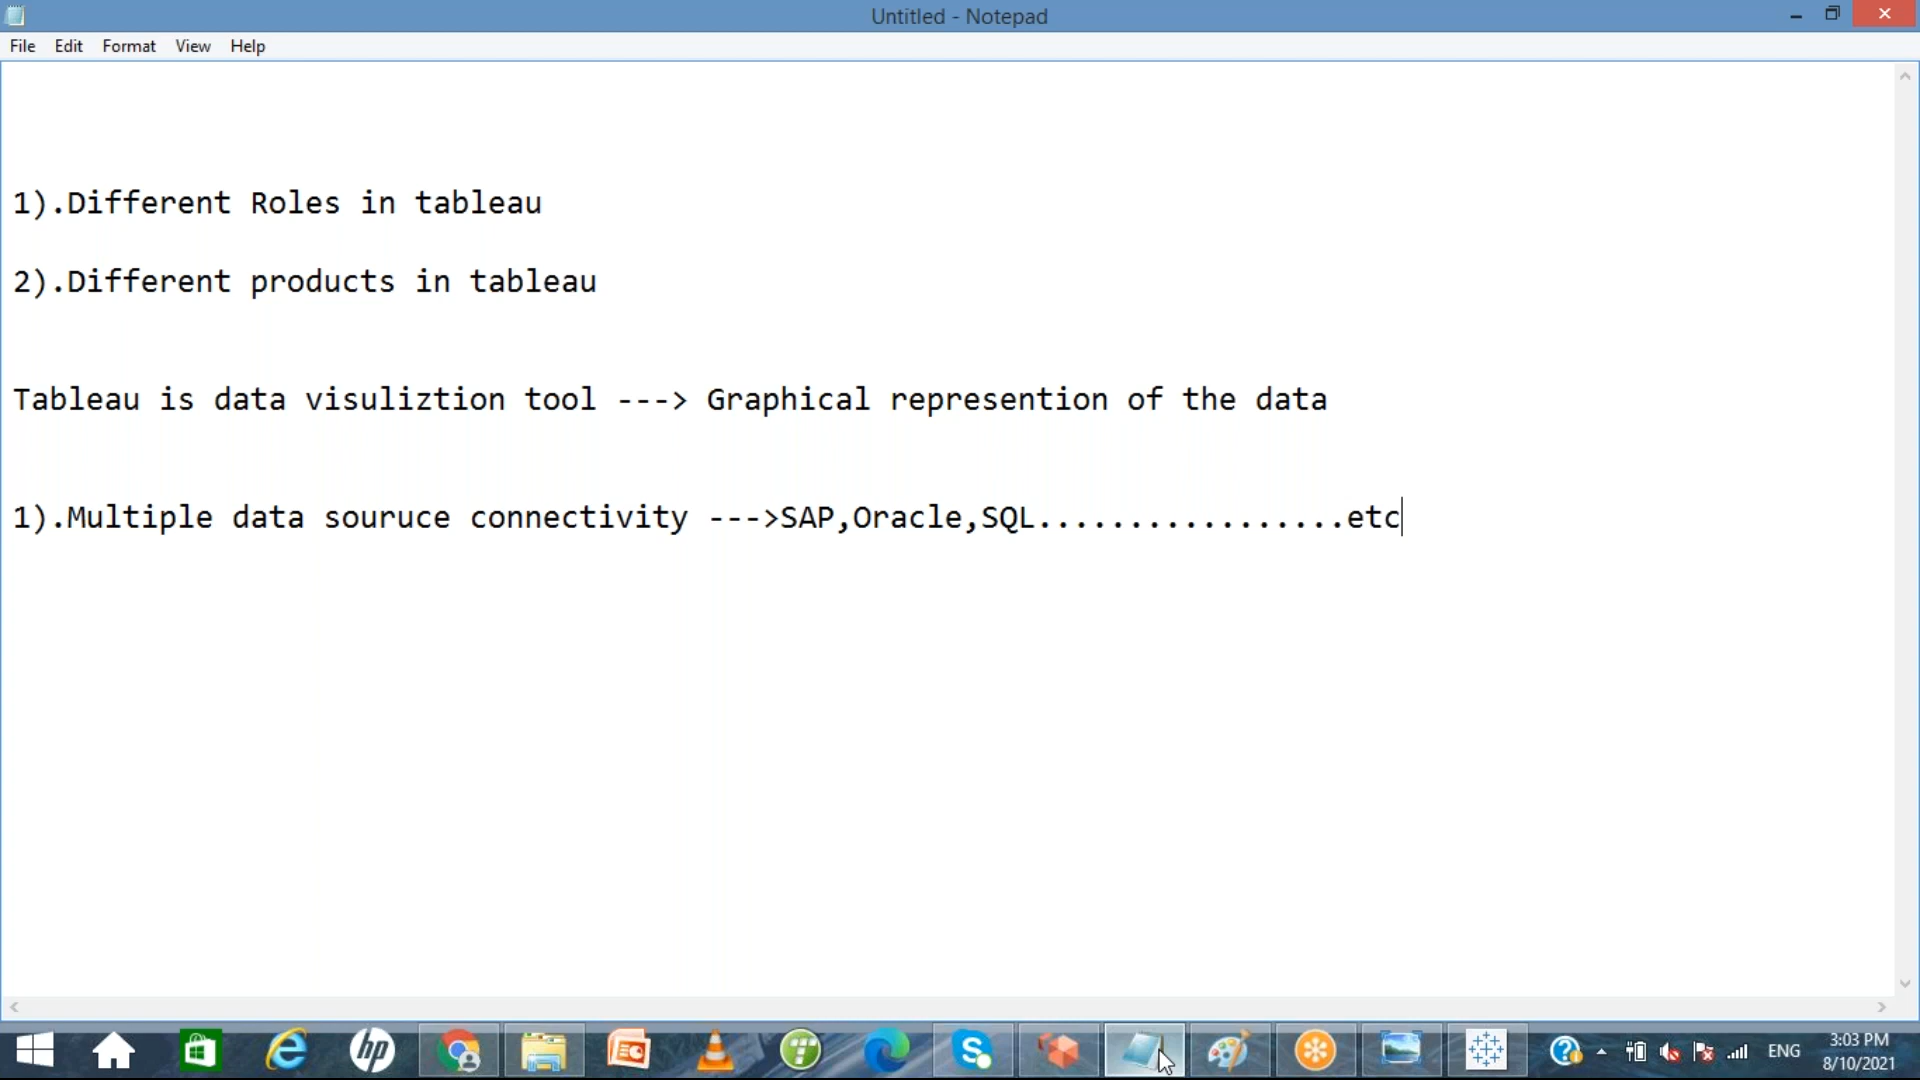 Untitled - Notepad
File Edit Format View Help
1).Different Roles in tableau
2).Different products in tableau
Tableau is data visuliztion tool ---> Graphical represention of the data
1).Multiple data souruce connectivity --->SAP,Oracle,SQL.................etc
ENG
3:03 PM
8/10/2021